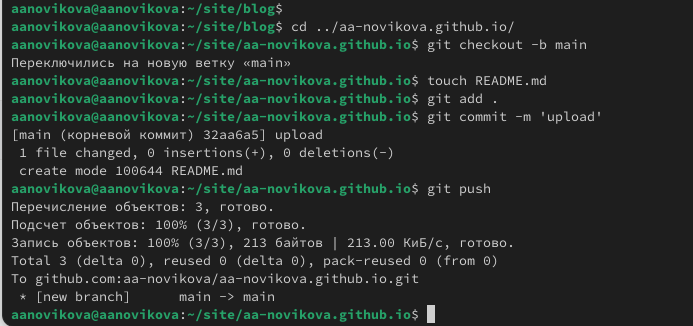 aanovikova@aanovikova:~/site/blog$
aanovikova@aanovikova:~/site/blog$ cd ../aa-novikova.github.io/
aanovikova@aanovikova:~/site/aa-novikova.github.io$ git checkout -b main
Переключились на новую ветку «main»
aanovikova@aanovikova:~/site/aa-novikova.github.io$ touch README.md
aanovikova@aanovikova:~/site/aa-novikova.github.io$ git add .
aanovikova@aanovikova:~/site/aa-novikova.github.io$ git commit -m 'upload'
[main (корневой коммит) 32aa6a5] upload
 1 file changed, 0 insertions(+), 0 deletions(-)
 create mode 100644 README.md
aanovikova@aanovikova:~/site/aa-novikova.github.io$ git push
Перечисление объектов: 3, готово.
Подсчет объектов: 100% (3/3), готово.
Запись объектов: 100% (3/3), 213 байтов | 213.00 КиБ/с, готово.
Total 3 (delta 0), reused 0 (delta 0), pack-reused 0 (from 0)
To github.com:aa-novikova/aa-novikova.github.io.git
 * [new branch]      main -> main
aanovikova@aanovikova:~/site/aa-novikova.github.io$